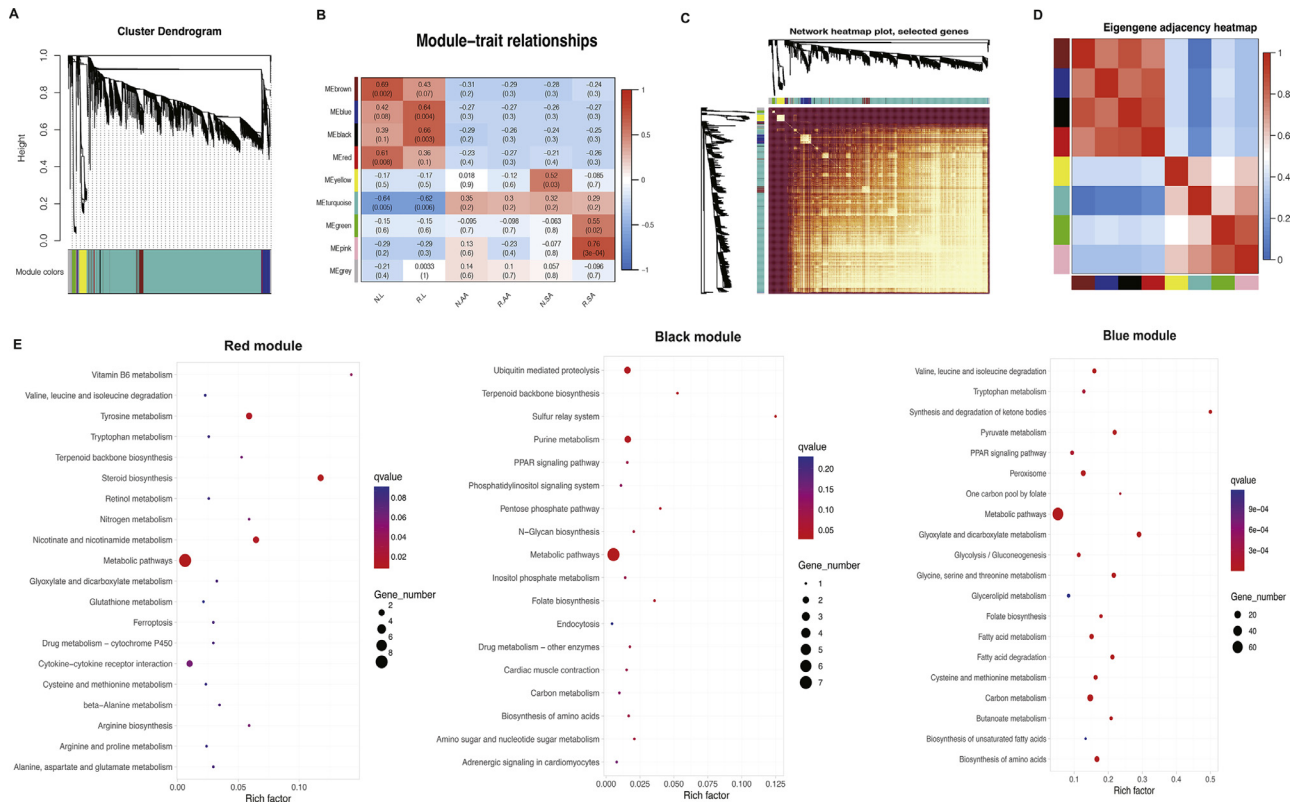 A
Cluster Dendrogram
Height
0.0
0.2
0.4
0.6
0.8
1.0
Module colors
B
Module−trait relationships
MEbrown 0.69 0.43 −0.31 −0.29 −0.28 −0.24
(0.002) (0.07) (0.2) (0.3) (0.3) (0.3)
MEblue 0.42 0.64 −0.27 −0.27 −0.26 −0.27
(0.08) (0.004) (0.3) (0.3) (0.3) (0.3)
MEblack 0.39 0.66 −0.29 −0.26 −0.24 −0.25
(0.1) (0.003) (0.2) (0.3) (0.3) (0.3)
MEred 0.61 0.36 −0.23 −0.27 −0.21 −0.26
(0.008) (0.1) (0.4) (0.3) (0.4) (0.3)
MEyellow −0.17 −0.17 0.018 −0.12 0.52 −0.085
(0.5) (0.5) (0.9) (0.6) (0.03) (0.7)
MEturquoise −0.64 −0.62 0.35 0.3 0.32 0.29
(0.005) (0.006) (0.2) (0.2) (0.2) (0.2)
MEgreen −0.15 −0.15 −0.095 −0.098 −0.063 0.55
(0.6) (0.6) (0.7) (0.7) (0.8) (0.02)
MEpink −0.29 −0.29 0.13 −0.23 −0.077 0.76
(0.2) (0.3) (0.6) (0.4) (0.8) (3e−04)
MEgrey −0.21 0.0033 0.14 0.1 0.057 −0.096
(0.4) (1) (0.6) (0.7) (0.8) (0.7)
N.L R.L N.AA R.AA N.SA R.SA
1
0.5
0
−0.5
−1
C
Network heatmap plot, selected genes
D
Eigengene adjacency heatmap
1
0.8
0.6
0.4
0.2
0
E
Red module
Vitamin B6 metabolism
Valine, leucine and isoleucine degradation
Tyrosine metabolism
Tryptophan metabolism
Terpenoid backbone biosynthesis
Steroid biosynthesis
Retinol metabolism
Nitrogen metabolism
Nicotinate and nicotinamide metabolism
Metabolic pathways
Glyoxylate and dicarboxylate metabolism
Glutathione metabolism
Ferroptosis
Drug metabolism − cytochrome P450
Cytokine−cytokine receptor interaction
Cysteine and methionine metabolism
beta−Alanine metabolism
Arginine biosynthesis
Arginine and proline metabolism
Alanine, aspartate and glutamate metabolism
0.00 0.05 0.10
Rich factor
qvalue
0.08
0.06
0.04
0.02
Gene_number
2
4
6
8
Black module
Ubiquitin mediated proteolysis
Terpenoid backbone biosynthesis
Sulfur relay system
Purine metabolism
PPAR signaling pathway
Phosphatidylinositol signaling system
Pentose phosphate pathway
N−Glycan biosynthesis
Metabolic pathways
Inositol phosphate metabolism
Folate biosynthesis
Endocytosis
Drug metabolism − other enzymes
Cardiac muscle contraction
Carbon metabolism
Biosynthesis of amino acids
Amino sugar and nucleotide sugar metabolism
Adrenergic signaling in cardiomyocytes
0.000 0.025 0.050 0.075 0.100 0.125
Rich factor
qvalue
0.20
0.15
0.10
0.05
Gene_number
1
2
3
4
5
6
7
Blue module
Valine, leucine and isoleucine degradation
Tryptophan metabolism
Synthesis and degradation of ketone bodies
Pyruvate metabolism
PPAR signaling pathway
Peroxisome
One carbon pool by folate
Metabolic pathways
Glyoxylate and dicarboxylate metabolism
Glycolysis / Gluconeogenesis
Glycine, serine and threonine metabolism
Glycerolipid metabolism
Folate biosynthesis
Fatty acid metabolism
Fatty acid degradation
Cysteine and methionine metabolism
Carbon metabolism
Butanoate metabolism
Biosynthesis of unsaturated fatty acids
Biosynthesis of amino acids
0.1 0.2 0.3 0.4 0.5
Rich factor
qvalue
9e−04
6e−04
3e−04
Gene_number
20
40
60